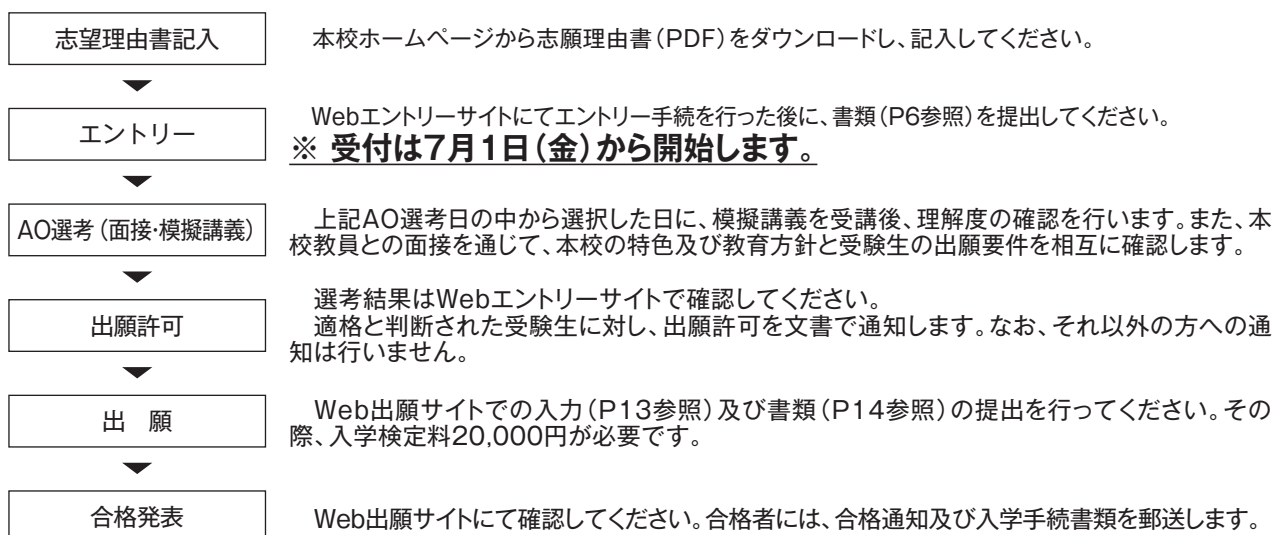 志望理由書記入
本校ホームページから志願理由書(PDF)をダウンロードし、記入してください。
エントリー
Webエントリーサイトにてエントリー手続を行った後に、書類(P6参照)を提出してください。
※ 受付は7月1日(金)から開始します。
AO選考(面接・模擬講義)
上記AO選考日の中から選択した日に、模擬講義を受講後、理解度の確認を行います。また、本
校教員との面接を通じて、本校の特色及び教育方針と受験生の出願要件を相互に確認します。
出願許可
選考結果はWebエントリーサイトで確認してください。
適格と判断された受験生に対し、出願許可を文書で通知します。なお、それ以外の方への通
知は行いません。
出 願
Web出願サイトでの入力(P13参照)及び書類(P14参照)の提出を行ってください。その
際、入学検定料20,000円が必要です。
合格発表
Web出願サイトにて確認してください。合格者には、合格通知及び入学手続書類を郵送します。